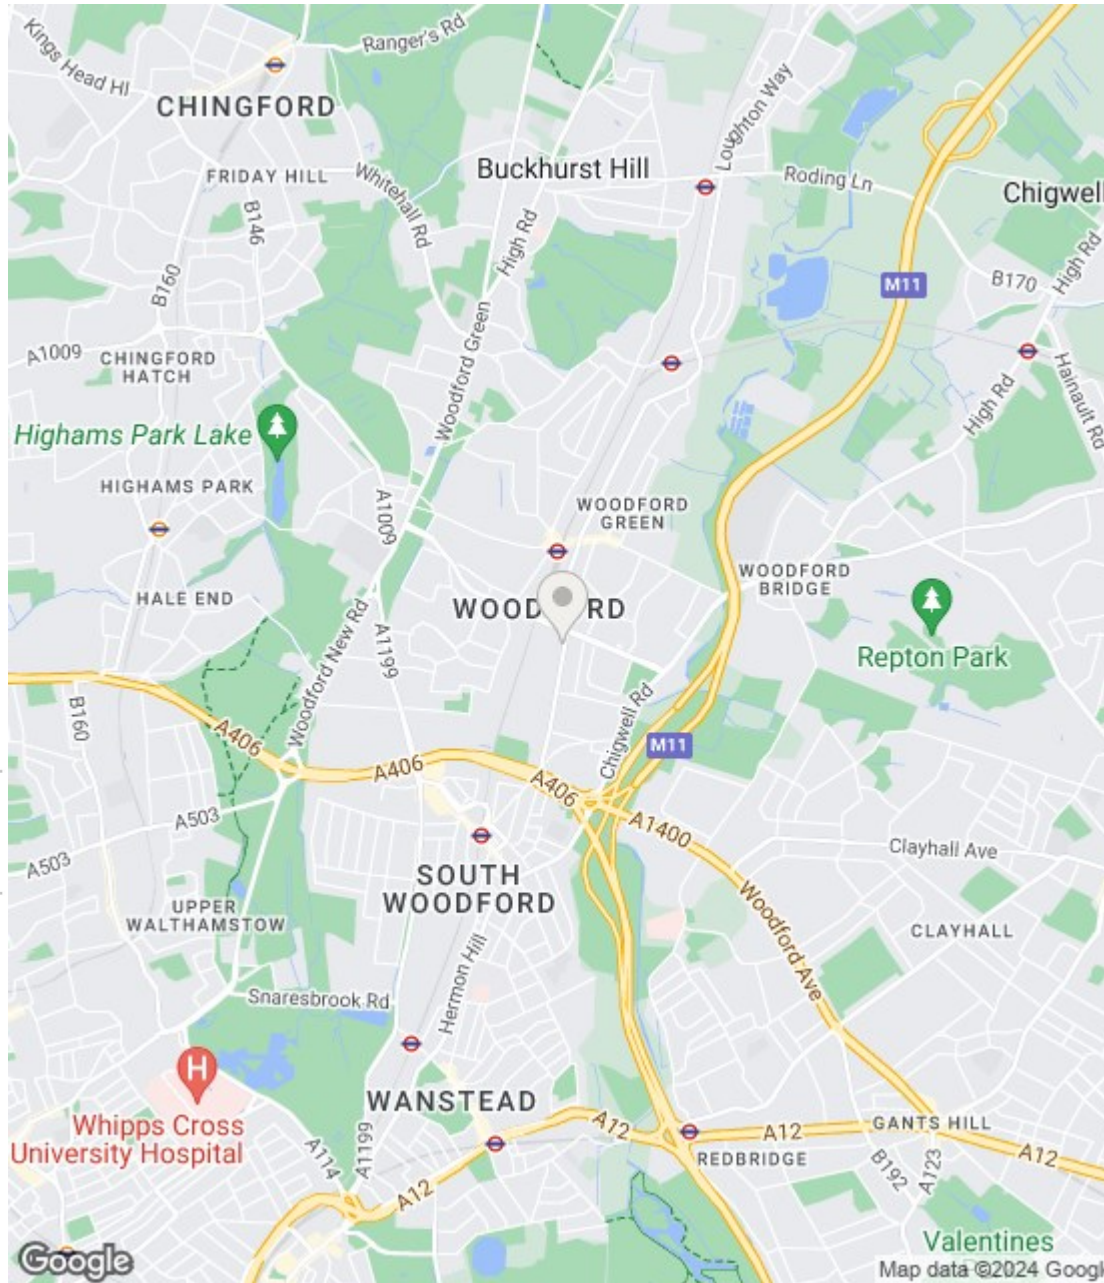 Kings Head Hl
Ranger's Rd
CHINGFORD
Loughton Way
Buckhurst Hill
FRIDAY HILL
Whitehall Rd
Roding Ln
Chigwell
B146
High Rd
B160
M11
B170
High Rd
A1009
CHINGFORD
HATCH
Woodford Green
Hainault Rd
High Rd
Highams Park Lake
HIGHAMS PARK
A1009
WOODFORD
GREEN
HALE END
WOODFORD
BRIDGE
WOOD RD
Woodford New Rd
A1199
Repton Park
B160
A406
Chigwell Rd
M11
A406
A406
A503
A1400
A503
Clayhall Ave
SOUTH
WOODFORD
UPPER
WALTHAMSTOW
Woodford Ave
CLAYHALL
Hermon Hill
Snaresbrook Rd
H
WANSTEAD
Whipps Cross
University Hospital
A12
A12
GANTS HILL
A12
REDBRIDGE
A114
A1199
A12
B192
A123
Valentines
Google
Map data ©2024 Google